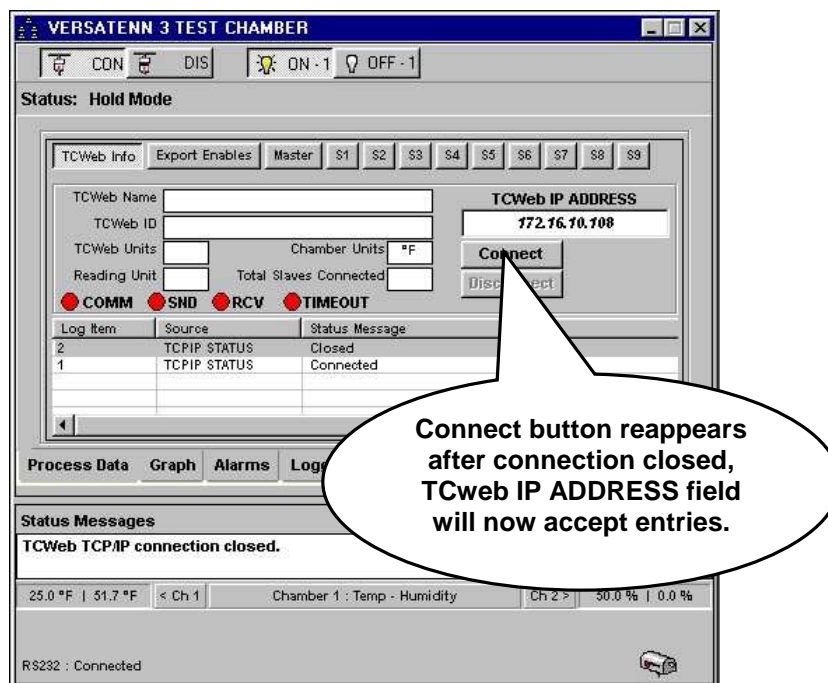 VERSATENN 3 TEST CHAMBER
CON DIS ON - 1 OFF - 1
Status: Hold Mode
TCWeb Info Export Enables Master S1 S2 S3 S4 S5 S6 S7 S8 S9
TCWeb Name
TCWeb IP ADDRESS
TCWeb ID
172.16.10.108
TCWeb Units Chamber Units °F
Connect
Reading Unit Total Slaves Connected
COMM SND RCV TIMEOUT
Log Item Source Status Message
2 TCPIP STATUS Closed
1 TCPIP STATUS Connected
Connect button reappears
after connection closed,
TCweb IP ADDRESS field
will now accept entries.
Process Data Graph Alarms
Status Messages
TCWeb TCP/IP connection closed.
25.0 °F | 51.7 °F < Ch 1 Chamber 1 : Temp - Humidity Ch 2 > 50.0 % | 0.0 %
RS232 : Connected